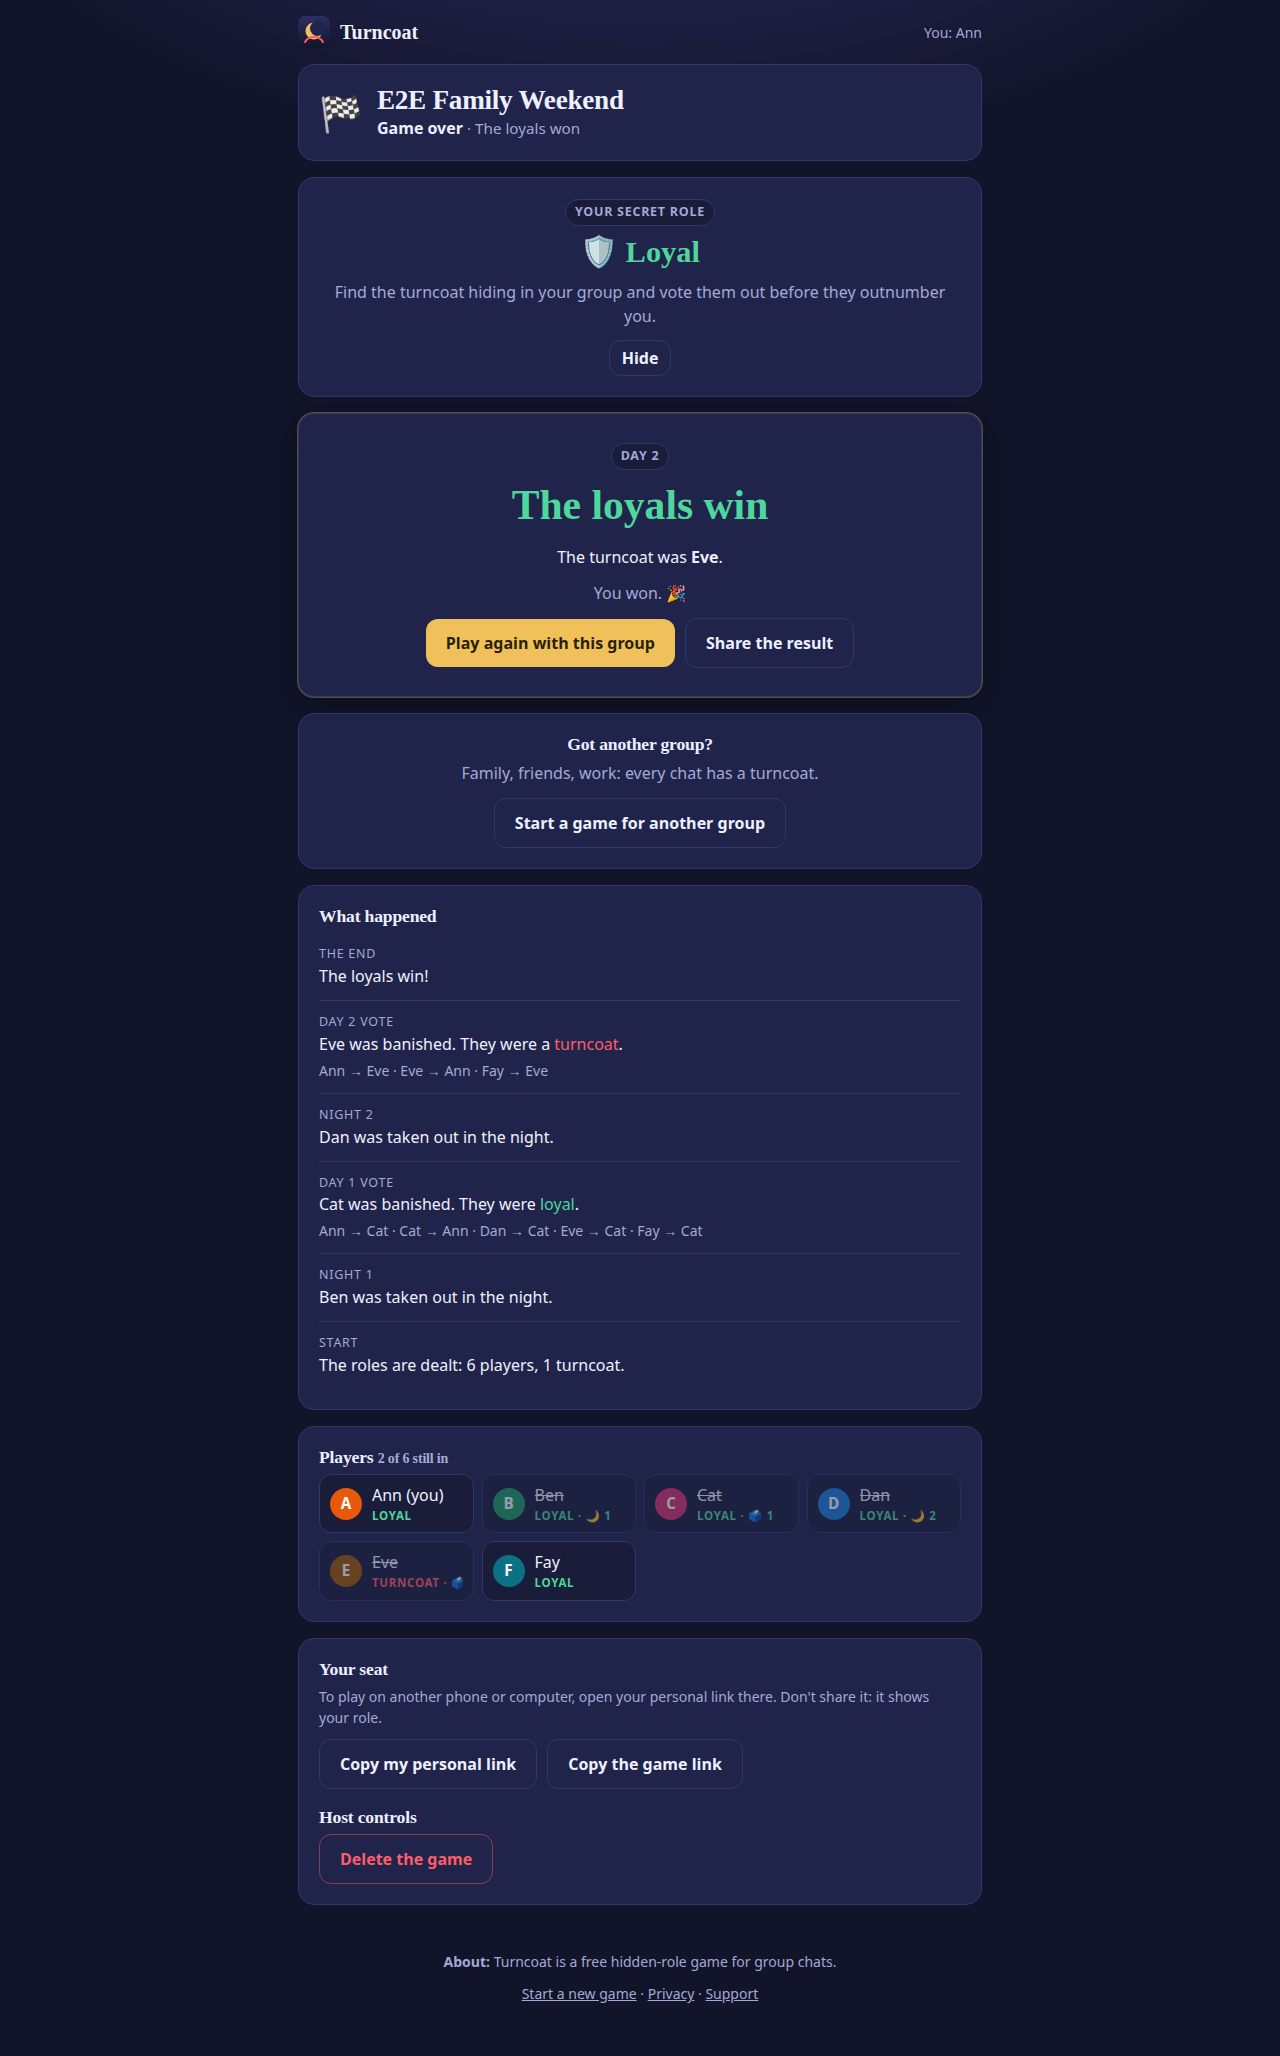 Turncoat
You: Ann
E2E Family Weekend
Game over · The loyals won
YOUR SECRET ROLE
Loyal
Find the turncoat hiding in your group and vote them out before they outnumber
you.
Hide
DAY 2
The loyals win
The turncoat was Eve.
You won. 🎉
Play again with this group
Share the result
Got another group?
Family, friends, work: every chat has a turncoat.
Start a game for another group
What happened
THE END
The loyals win!
DAY 2 VOTE
Eve was banished. They were a turncoat.
Ann → Eve · Eve → Ann · Fay → Eve
NIGHT 2
Dan was taken out in the night.
DAY 1 VOTE
Cat was banished. They were loyal.
Ann → Cat · Cat → Ann · Dan → Cat · Eve → Cat · Fay → Cat
NIGHT 1
Ben was taken out in the night.
START
The roles are dealt: 6 players, 1 turncoat.
Players 2 of 6 still in
A
Ann (you)
LOYAL
B
Ben
LOYAL · 🌙 1
C
Cat
LOYAL · 🗳️ 1
D
Dan
LOYAL · 🌙 2
E
Eve
TURNCOAT · 🗳️
F
Fay
LOYAL
Your seat
To play on another phone or computer, open your personal link there. Don't share it: it shows
your role.
Copy my personal link
Copy the game link
Host controls
Delete the game
About: Turncoat is a free hidden-role game for group chats.
Start a new game · Privacy · Support